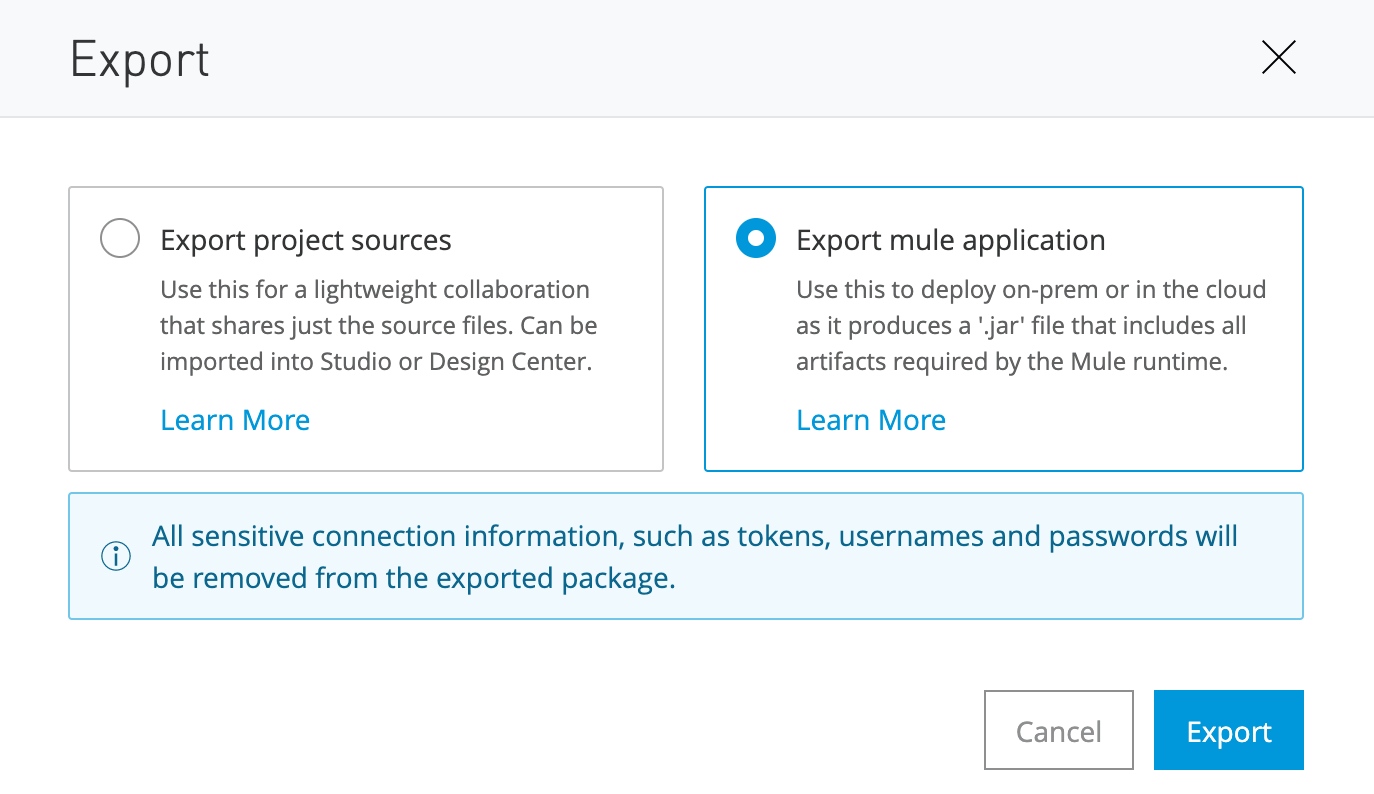 Export
Export project sources
Use this for a lightweight collaboration
that shares just the source files. Can be
imported into Studio or Design Center.
Learn More
Export mule application
Use this to deploy on-prem or in the cloud
as it produces a '.jar' file that includes all
artifacts required by the Mule runtime.
Learn More
All sensitive connection information, such as tokens, usernames and passwords will
be removed from the exported package.
Cancel
Export